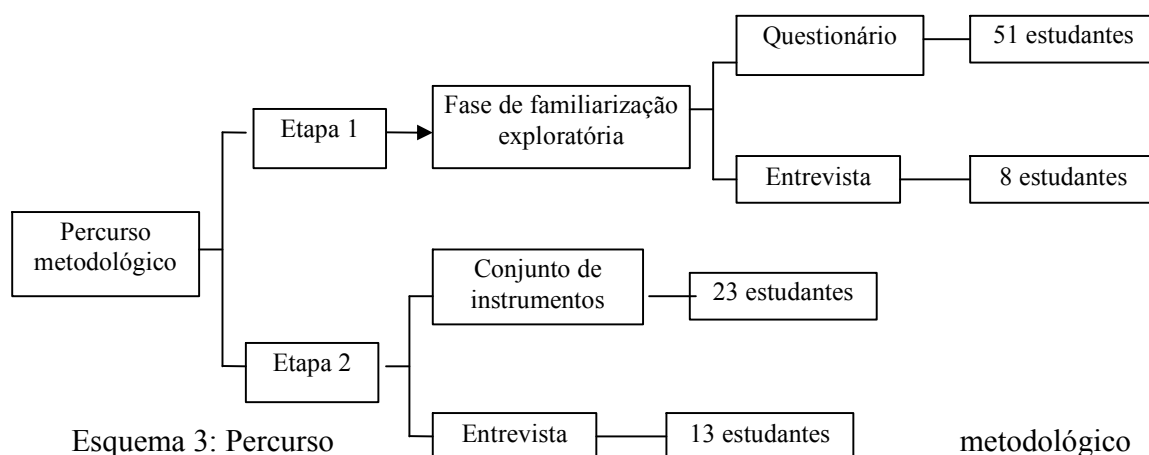 Questionário
51 estudantes
Etapa 1
Fase de familiarização
exploratória
Entrevista
8 estudantes
Percurso
metodológico
Conjunto de
instrumentos
23 estudantes
Etapa 2
Entrevista
13 estudantes
Esquema 3: Percurso metodológico